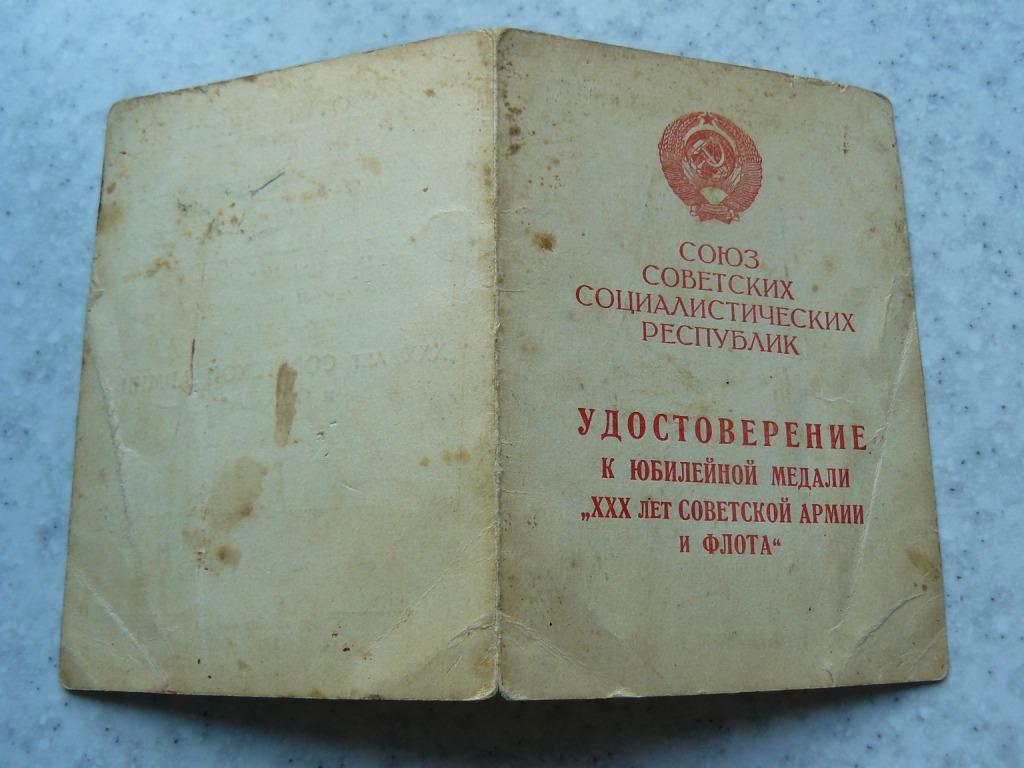 СОЮЗ
СОВЕТСКИХ
СОЦИАЛИСТИЧЕСКИХ
РЕСПУБЛИК
УДОСТОВЕРЕНИЕ
К ЮБИЛЕЙНОЙ МЕДАЛИ
„XXX ЛЕТ СОВЕТСКОЙ АРМИИ
И ФЛОТА“